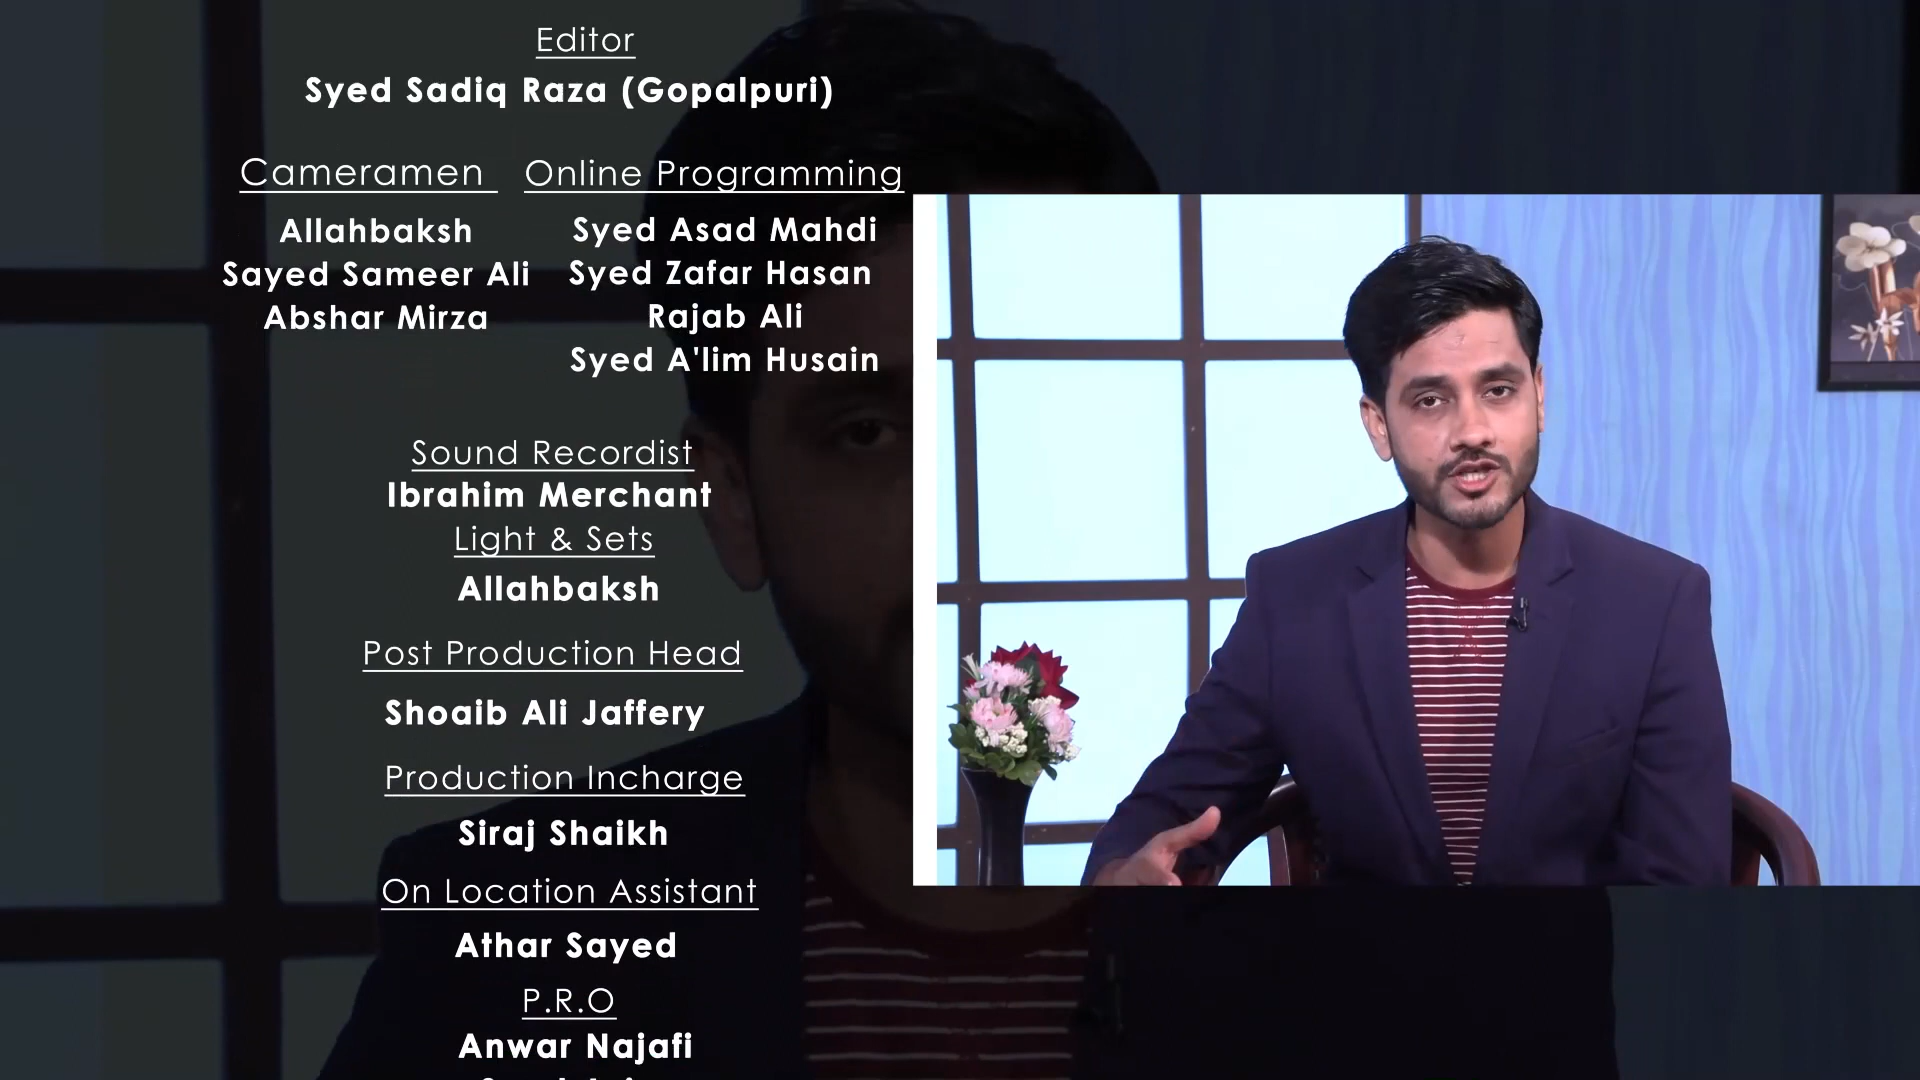 Editor
Syed Sadiq Raza (Gopalpuri)
Cameramen
Allahbaksh
Sayed Sameer Ali
Abshar Mirza
Online Programming
Syed Asad Mahdi
Syed Zafar Hasan
Rajab Ali
Syed A'lim Husain
Sound Recordist
Ibrahim Merchant
Light & Sets
Allahbaksh
Post Production Head
Shoaib Ali Jaffery
Production Incharge
Siraj Shaikh
On Location Assistant
Athar Sayed
P.R.O
Anwar Najafi